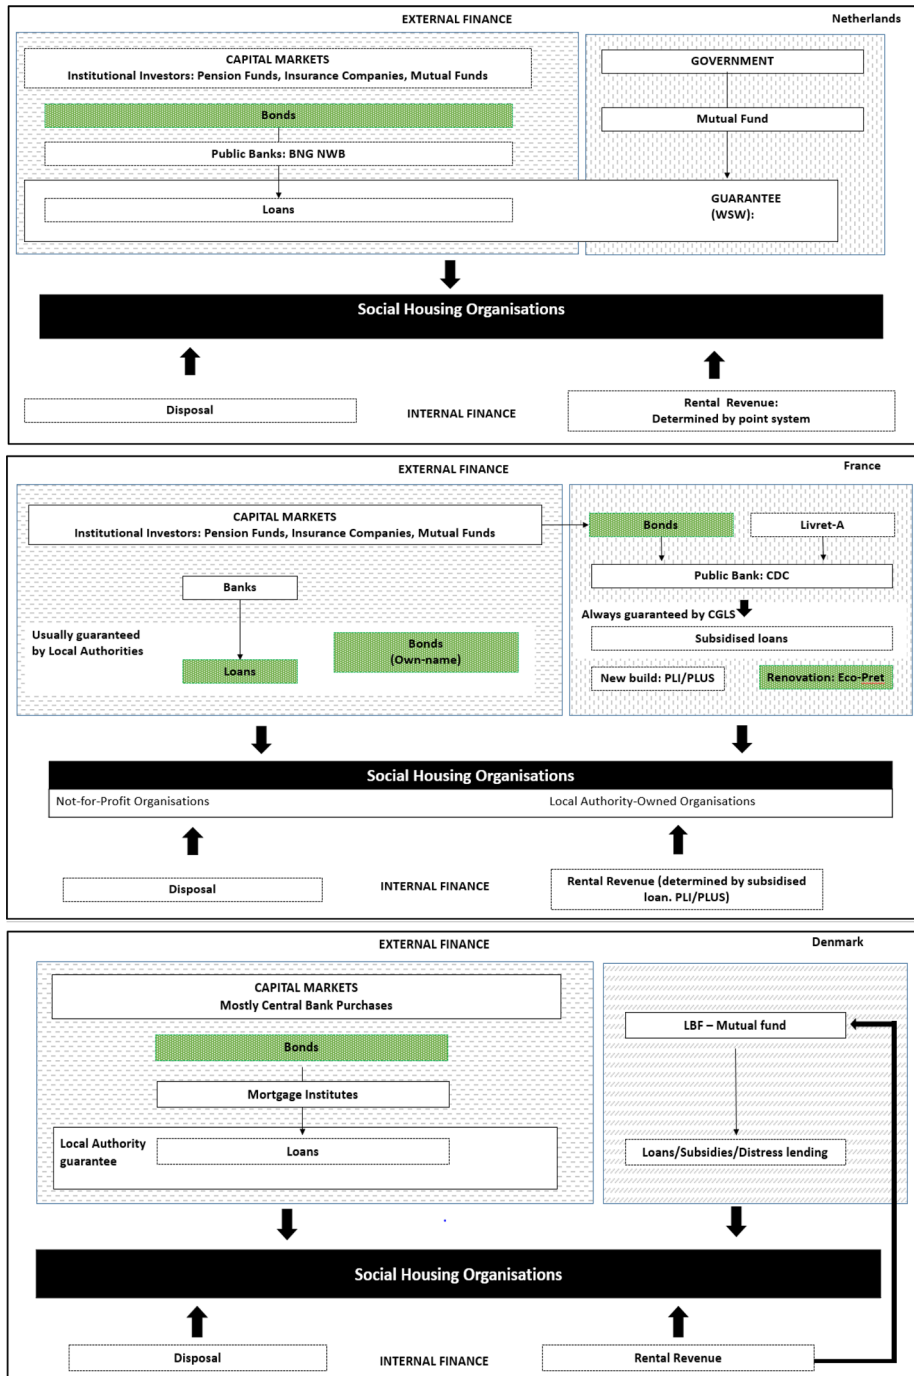 EXTERNAL FINANCE
Netherlands
CAPITAL MARKETS
Institutional Investors: Pension Funds, Insurance Companies, Mutual Funds
GOVERNMENT
Bonds
Mutual Fund
Public Banks: BNG NWB
Loans
GUARANTEE
(WSW):
Social Housing Organisations
Disposal
INTERNAL FINANCE
Rental Revenue:
Determined by point system
EXTERNAL FINANCE
France
CAPITAL MARKETS
Institutional Investors: Pension Funds, Insurance Companies, Mutual Funds
Bonds
Livret-A
Public Bank: CDC
Banks
Always guaranteed by CGLS
Usually guaranteed
by Local Authorities
Bonds
(Own-name)
Subsidised loans
Loans
New build: PLI/PLUS
Renovation: Eco-Pret
Social Housing Organisations
Not-for-Profit Organisations
Local Authority-Owned Organisations
Disposal
INTERNAL FINANCE
Rental Revenue (determined by subsidised
loan. PLI/PLUS)
EXTERNAL FINANCE
Denmark
CAPITAL MARKETS
Mostly Central Bank Purchases
LBF – Mutual fund
Bonds
Mortgage Institutes
Local Authority
guarantee
Loans
Loans/Subsidies/Distress lending
Social Housing Organisations
Disposal
INTERNAL FINANCE
Rental Revenue